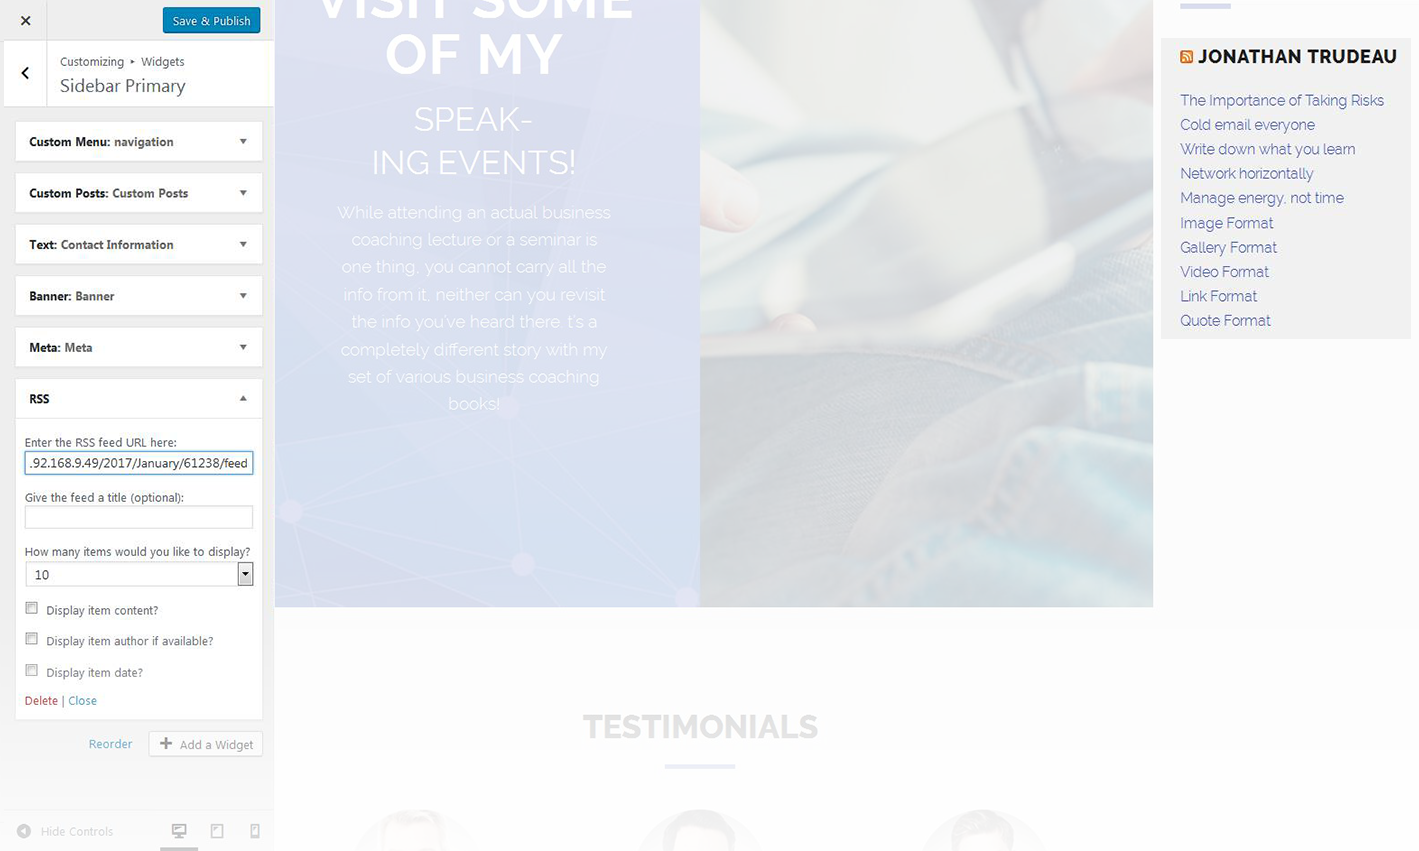 Save & Publish
Customizing ▸ Widgets
Sidebar Primary
Custom Menu: navigation
Custom Posts: Custom Posts
Text: Contact Information
Banner: Banner
Meta: Meta
RSS
Enter the RSS feed URL here:
.92.168.9.49/2017/January/61238/feed
Give the feed a title (optional):
How many items would you like to display?
10
Display item content?
Display item author if available?
Display item date?
Delete | Close
Reorder
Add a Widget
Hide Controls
VISIT SOME
OF MY
SPEAK-
ING EVENTS!
While attending an actual business
coaching lecture or a seminar is
one thing, you cannot carry all the
info from it, neither can you revisit
the info you've heard there. t's a
completely different story with my
set of various business coaching
books!
TESTIMONIALS
JONATHAN TRUDEAU
The Importance of Taking Risks
Cold email everyone
Write down what you learn
Network horizontally
Manage energy, not time
Image Format
Gallery Format
Video Format
Link Format
Quote Format